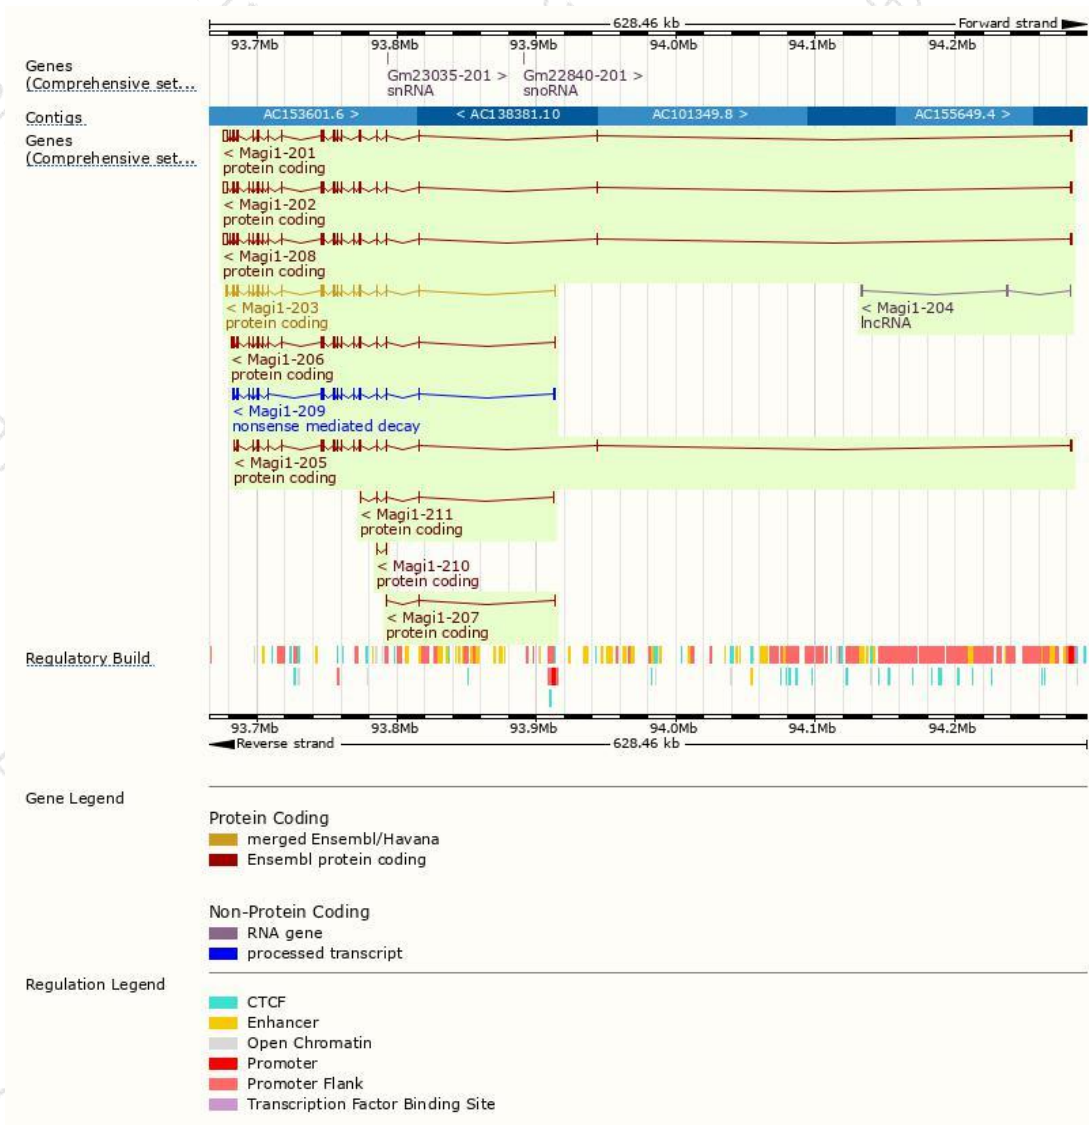 628.46 kb
Forward strand
93.7Mb 93.8Mb 93.9Mb 94.0Mb 94.1Mb 94.2Mb
Genes
(Comprehensive set...
Gm23035-201 > Gm22840-201 >
snRNA snoRNA
Contigs
AC153601.6 > < AC138381.10 AC101349.8 > AC155649.4 >
Genes
(Comprehensive set...
< Magi1-201
protein coding
< Magi1-202
protein coding
< Magi1-208
protein coding
< Magi1-203 < Magi1-204
protein coding lncRNA
< Magi1-206
protein coding
< Magi1-209
nonsense mediated decay
< Magi1-205
protein coding
< Magi1-211
protein coding
< Magi1-210
protein coding
< Magi1-207
protein coding
Regulatory Build
93.7Mb 93.8Mb 93.9Mb 94.0Mb 94.1Mb 94.2Mb
Reverse strand 628.46 kb
Gene Legend
Protein Coding
merged Ensembl/Havana
Ensembl protein coding
Non-Protein Coding
RNA gene
processed transcript
Regulation Legend
CTCF
Enhancer
Open Chromatin
Promoter
Promoter Flank
Transcription Factor Binding Site